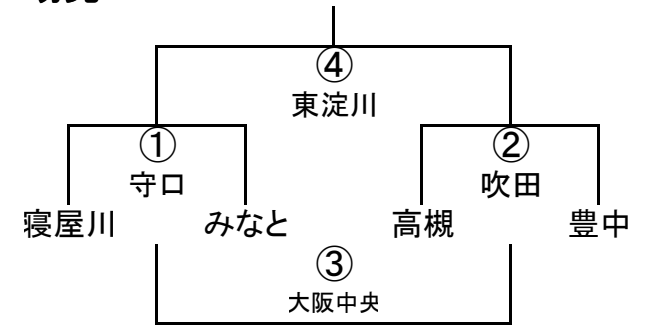 ④
東淀川
① ②
守口 吹田
寝屋川 みなと 高槻 豊中
③
大阪中央